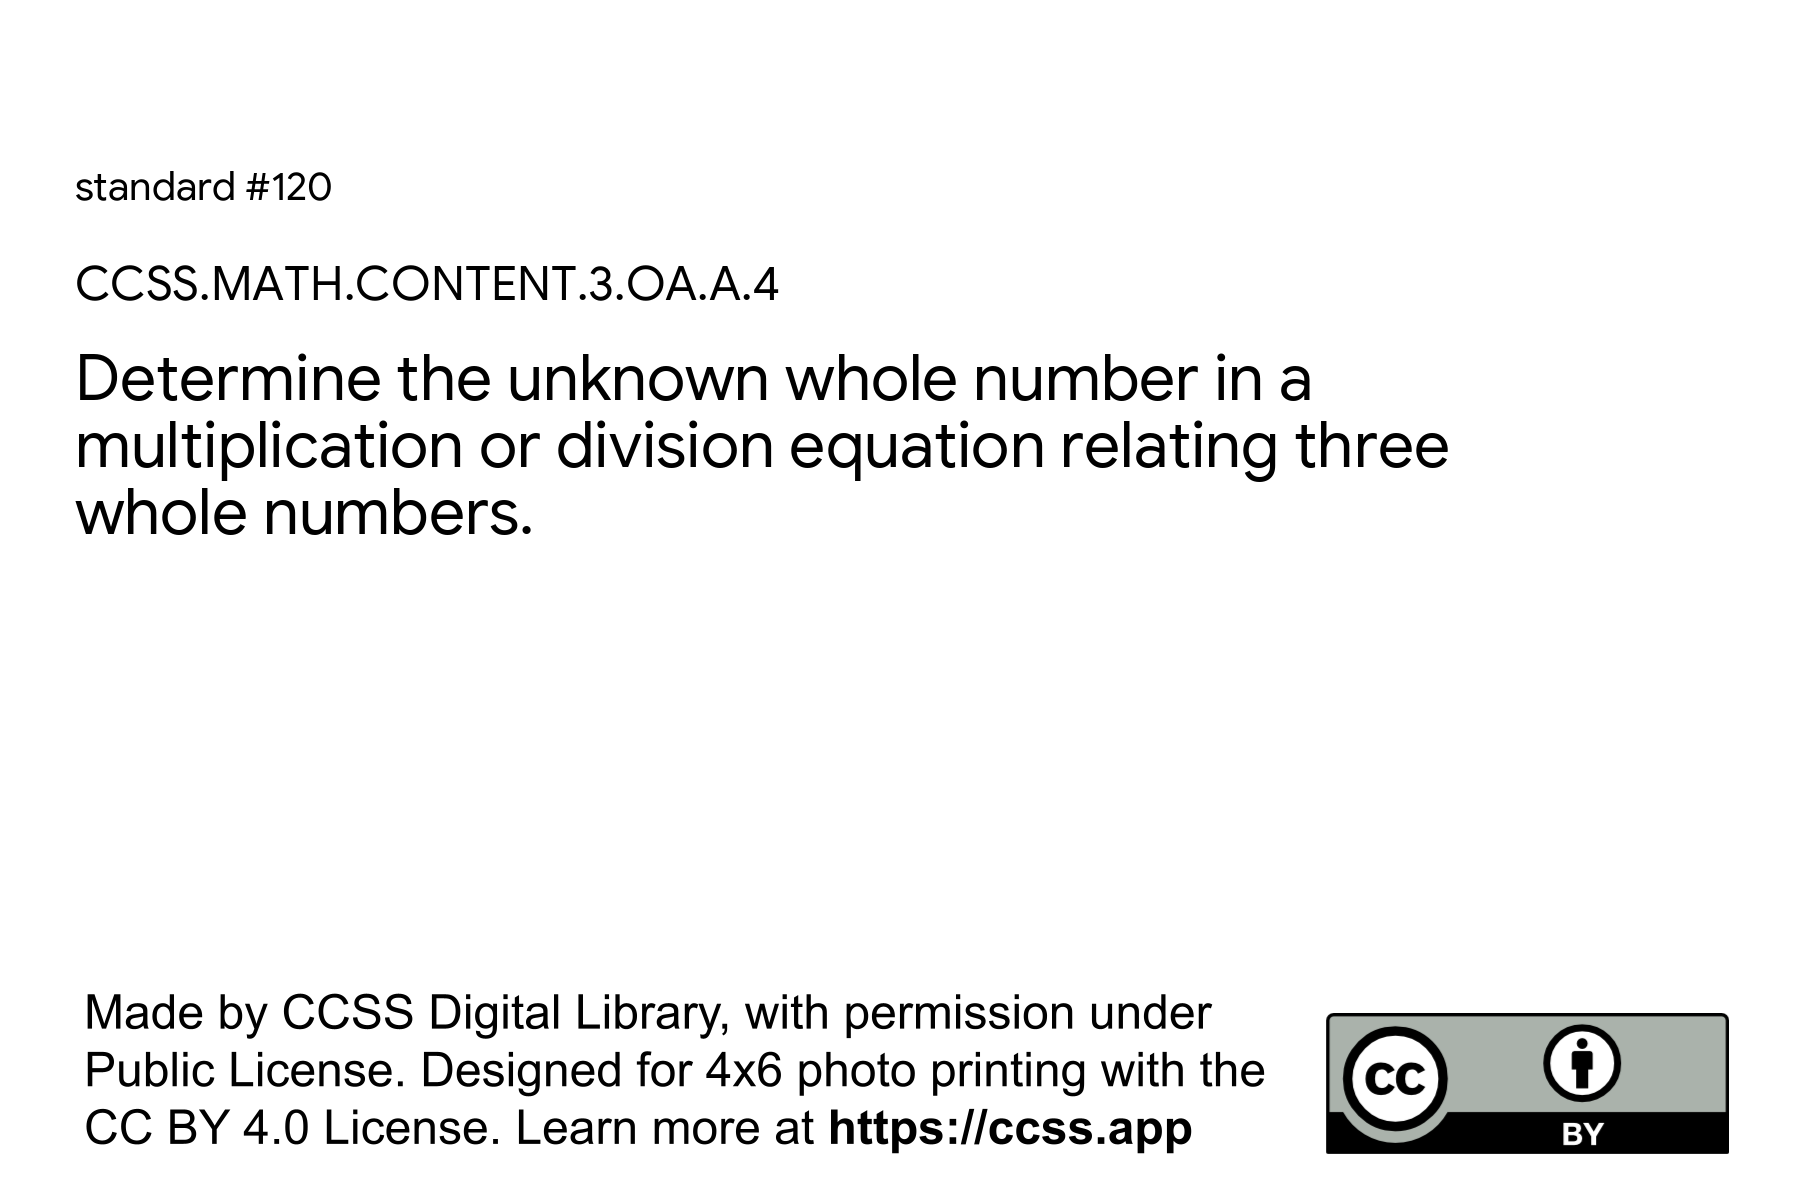 standard #120
CCSS.MATH.CONTENT.3.OA.A.4
Determine the unknown whole number in a
multiplication or division equation relating three
whole numbers.
Made by CCSS Digital Library, with permission under
Public License. Designed for 4x6 photo printing with the
CC BY 4.0 License. Learn more at https://ccss.app
CC
BY